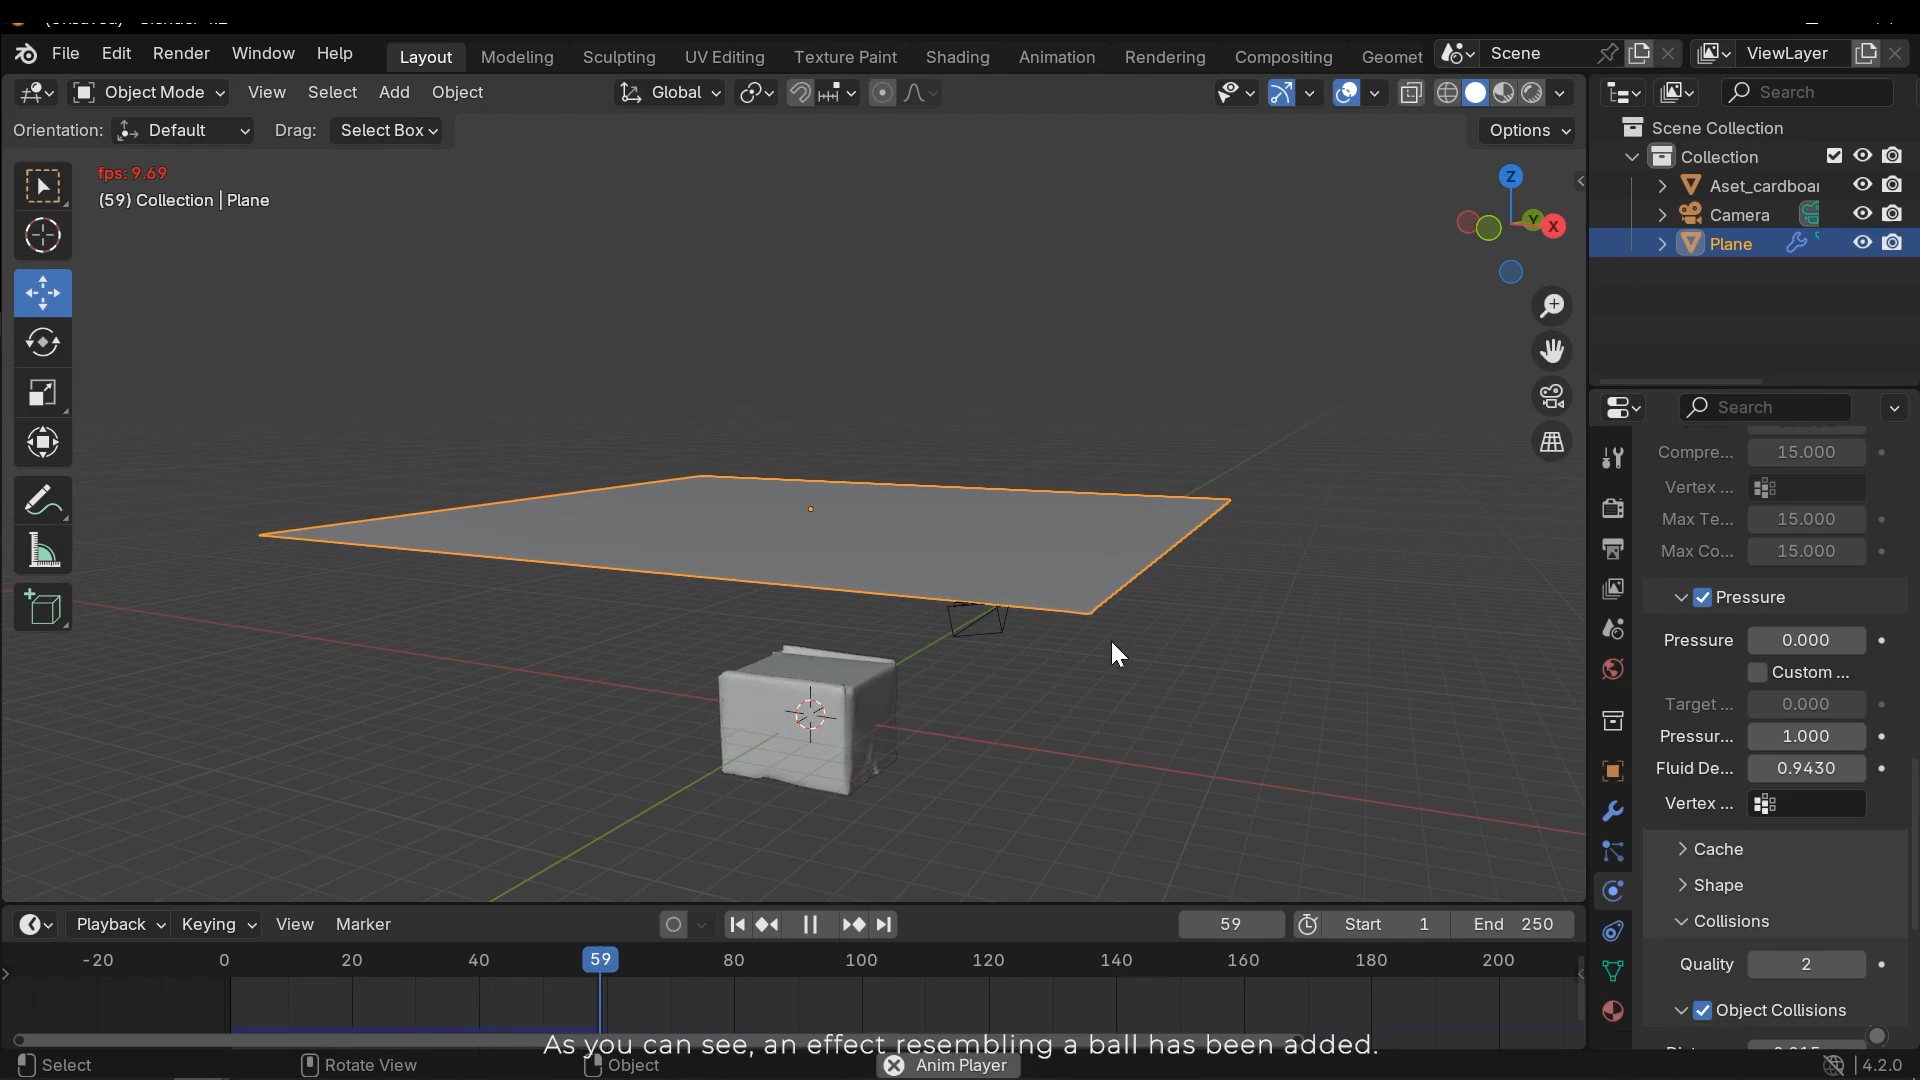 File Edit Render Window Help Layout Modeling Sculpting UV Editing Texture Paint Shading Animation Rendering Compositing Geomet Scene ViewLayer
Object Mode View Select Add Object Global Search
Orientation: Default Drag: Select Box Options
Scene Collection
Collection
fps: 9.69
(59) Collection | Plane
Z
Y
X
Aset_cardboar
Camera
Plane
Search
Compre... 15.000
Vertex ...
Max Te... 15.000
Max Co... 15.000
Pressure
Pressure 0.000
Custom ...
Target ... 0.000
Pressur... 1.000
Fluid De... 0.9430
Vertex ...
Cache
Shape
Collisions
Quality 2
Object Collisions
Playback Keying View Marker 59 Start 1 End 250
-20 0 20 40 59 80 100 120 140 160 180 200
As you can see, an effect resembling a ball has been added.
Select Rotate View Object Anim Player 4.2.0